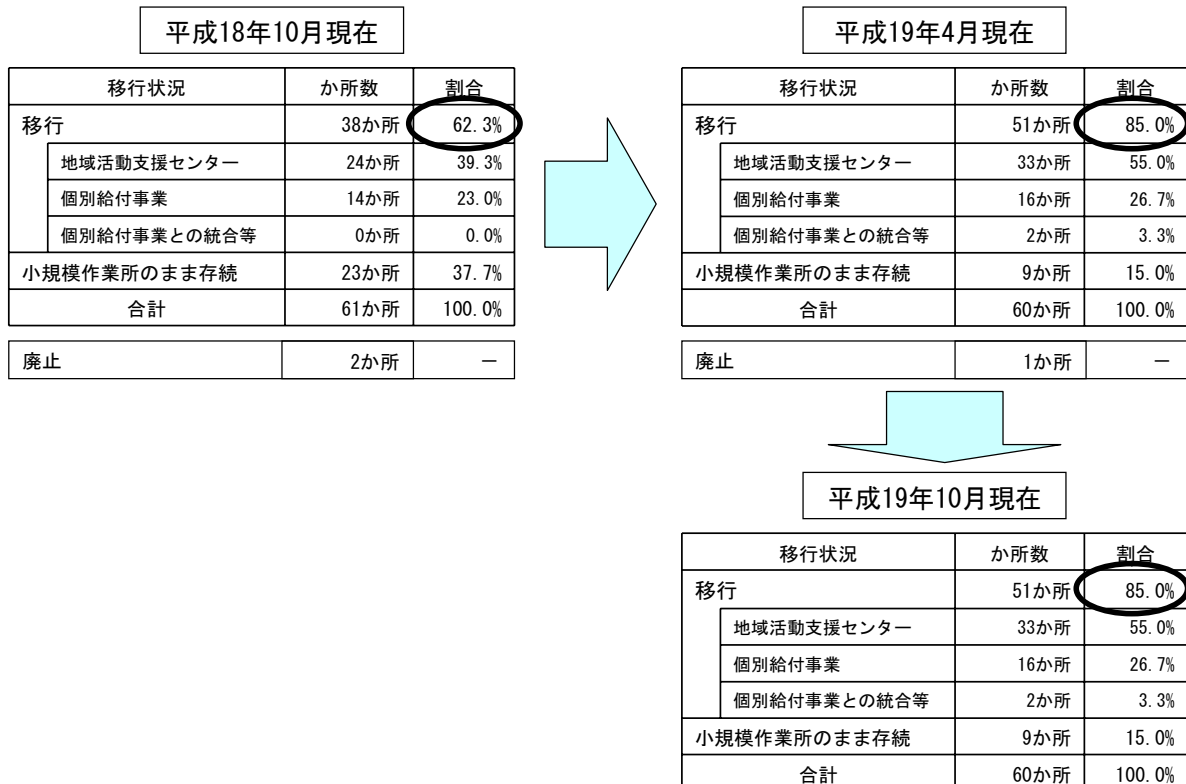 平成18年10月現在
移行状況 か所数 割合
移行 38か所 62.3%
地域活動支援センター 24か所 39.3%
個別給付事業 14か所 23.0%
個別給付事業との統合等 0か所 0.0%
小規模作業所のまま存続 23か所 37.7%
合計 61か所 100.0%
廃止 2か所 －
平成19年4月現在
移行状況 か所数 割合
移行 51か所 85.0%
地域活動支援センター 33か所 55.0%
個別給付事業 16か所 26.7%
個別給付事業との統合等 2か所 3.3%
小規模作業所のまま存続 9か所 15.0%
合計 60か所 100.0%
廃止 1か所 －
平成19年10月現在
移行状況 か所数 割合
移行 51か所 85.0%
地域活動支援センター 33か所 55.0%
個別給付事業 16か所 26.7%
個別給付事業との統合等 2か所 3.3%
小規模作業所のまま存続 9か所 15.0%
合計 60か所 100.0%